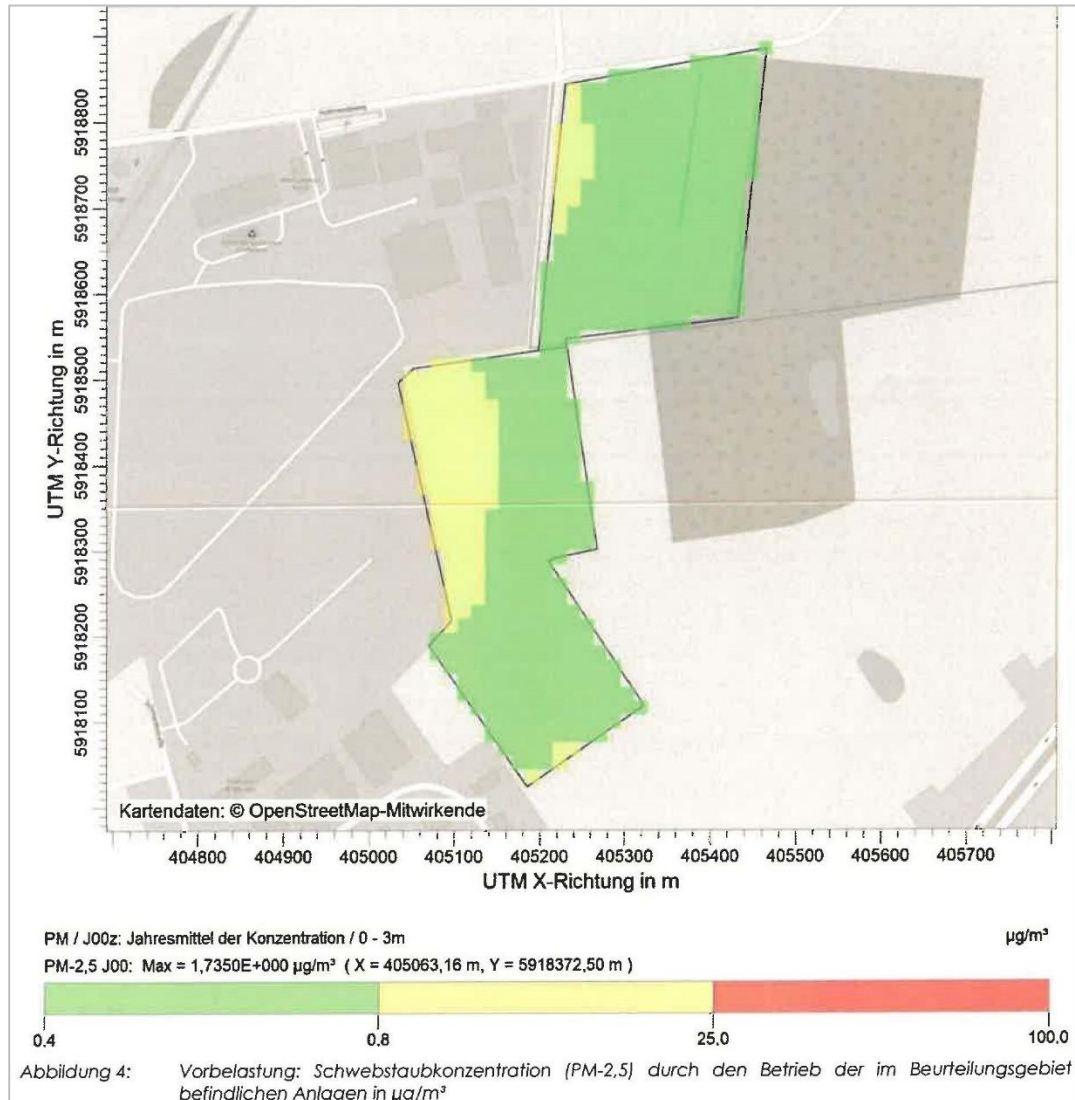 UTM Y-Richtung in m
5918800
5918700
5918600
5918500
5918400
5918300
5918200
5918100
Kartendaten: © OpenStreetMap-Mitwirkende
404800 404900 405000 405100 405200 405300 405400 405500 405600 405700
UTM X-Richtung in m
PM / J00z: Jahresmittel der Konzentration / 0 - 3m µg/m³
PM-2,5 J00: Max = 1,7350E+000 µg/m³ ( X = 405063,16 m, Y = 5918372,50 m )
0.4 0,8 25,0 100.0
Abbildung 4: Vorbelastung: Schwebstaubkonzentration (PM-2,5) durch den Betrieb der im Beurteilungsgebiet
befindlichen Anlagen in µg/m³